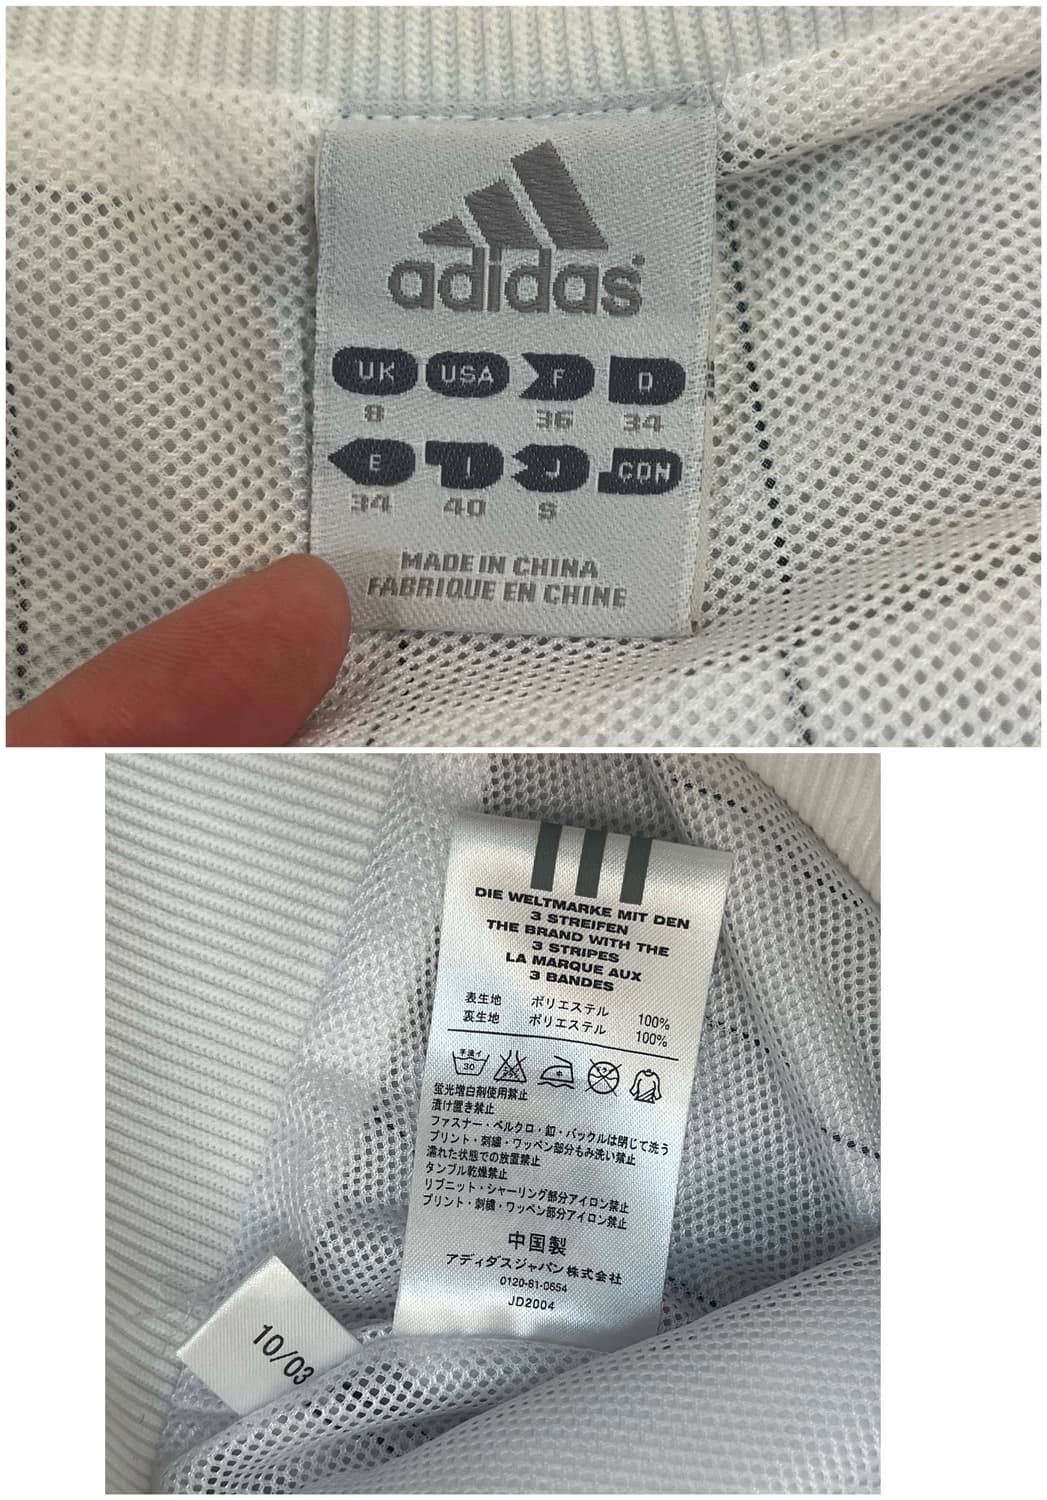 adidas
UK USA F D
8 36 34
E I J CDN
34 40 S
MADE IN CHINA
FABRIQUE EN CHINE
DIE WELTMARKE MIT DEN
3 STREIFEN
THE BRAND WITH THE
3 STRIPES
LA MARQUE AUX
3 BANDES
表生地 ポリエステル 100%
裏生地 ポリエステル 100%
手洗イ
30
中
蛍光増白剤使用禁止
漬け置き禁止
ファスナー・ベルクロ・釦・バックルは閉じて洗う
プリント・刺繍・ワッペン部分もみ洗い禁止
濡れた状態での放置禁止
タンブル乾燥禁止
リブニット・シャーリング部分アイロン禁止
プリント・刺繍・ワッペン部分アイロン禁止
中国製
アディダスジャパン株式会社
0120-81-0654
JD2004
10/03